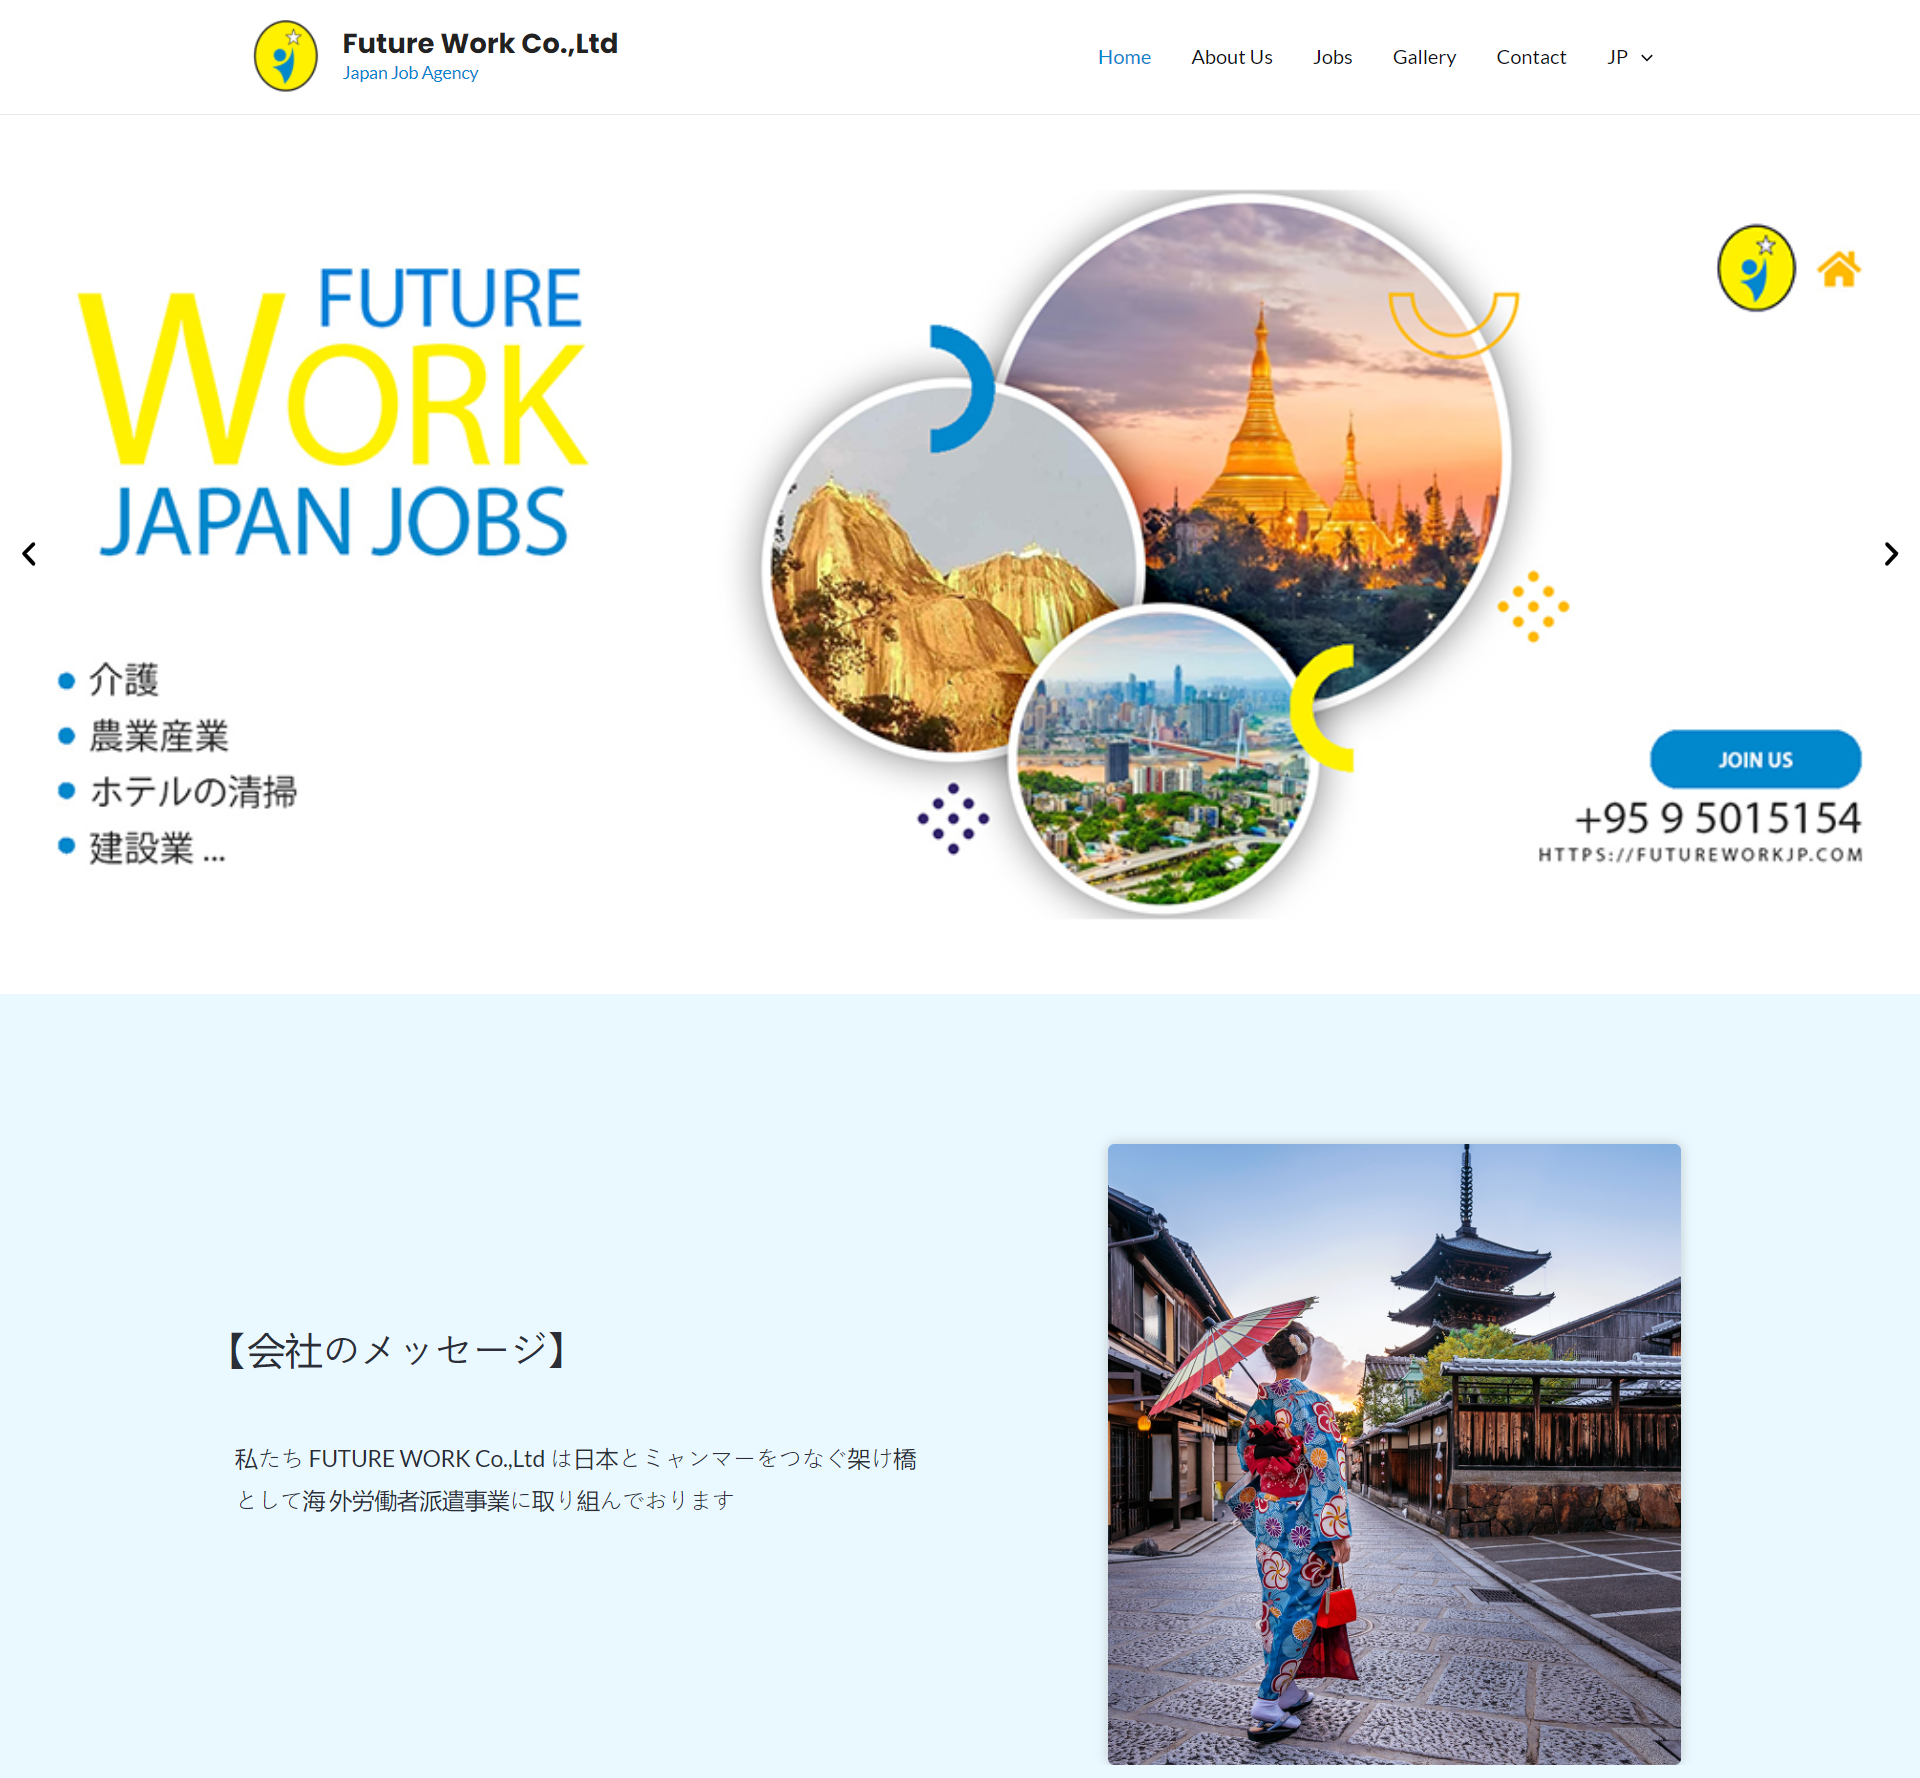 Future Work Co.,Ltd
Japan Job Agency
Home
About Us
Jobs
Gallery
Contact
JP
FUTURE
WORK
JAPAN JOBS
介護
農業産業
ホテルの清掃
建設業 ...
JOIN US
+95 9 5015154
HTTPS://FUTUREWORKJP.COM
【会社のメッセージ】
私たち FUTURE WORK Co.,Ltd は日本とミャンマーをつなぐ架け橋
として海外労働者派遣事業に取り組んでおります